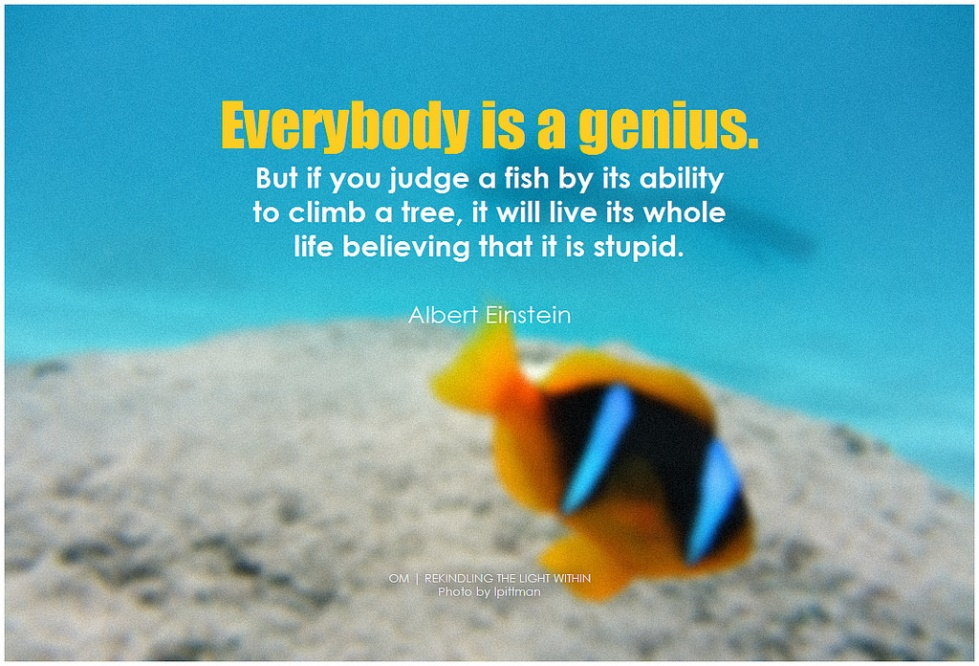 Everybody is a genius.
But if you judge a fish by its ability
to climb a tree, it will live its whole
life believing that it is stupid.
Albert Einstein
OM | REKINDLING THE LIGHT WITHIN
Photo by lpittman